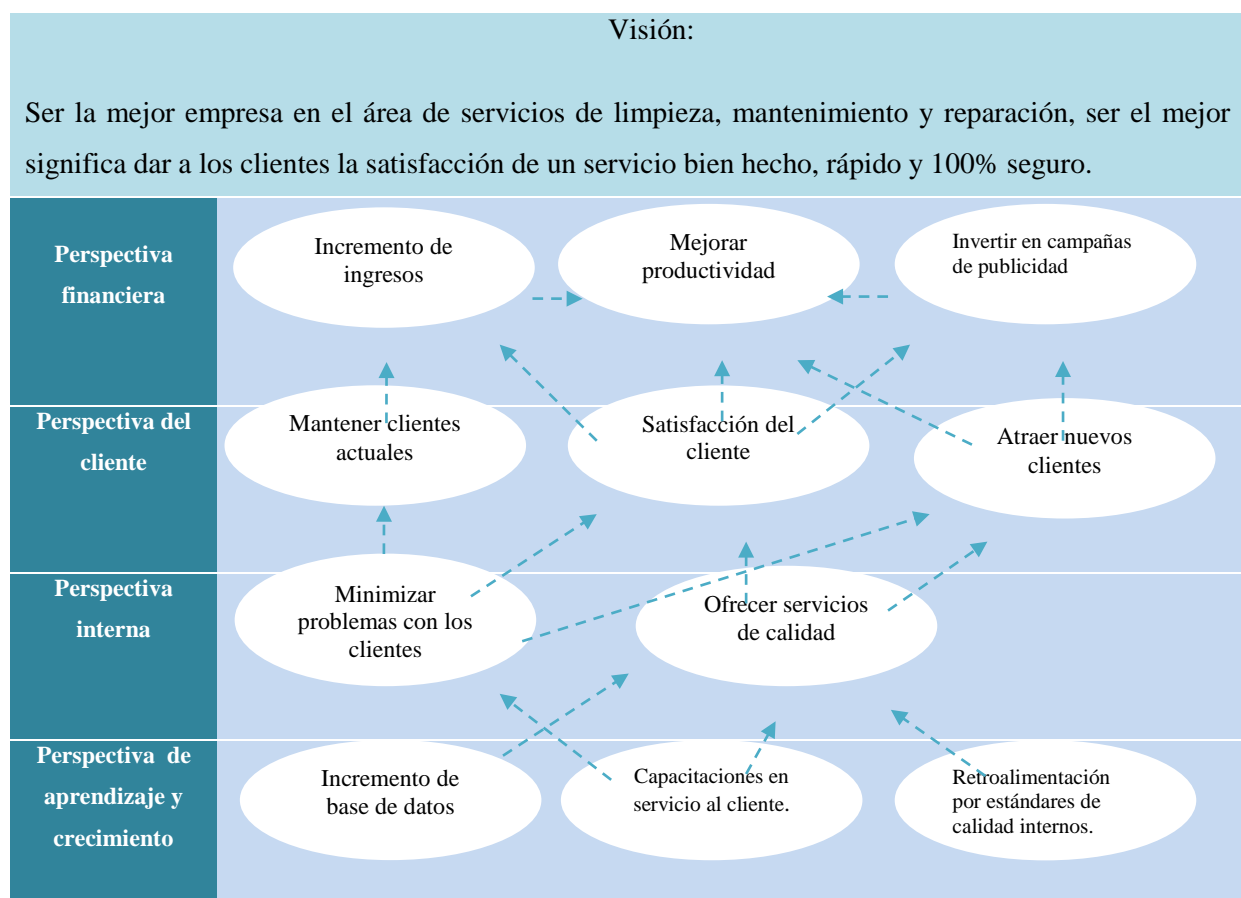 Visión:
Ser la mejor empresa en el área de servicios de limpieza, mantenimiento y reparación, ser el mejor
significa dar a los clientes la satisfacción de un servicio bien hecho, rápido y 100% seguro.
Perspectiva
financiera
Incremento de
ingresos
Mejorar
productividad
Invertir en campañas
de publicidad
Perspectiva del
cliente
Mantener clientes
actuales
Satisfacción del
cliente
Atraer nuevos
clientes
Perspectiva
interna
Minimizar
problemas con los
clientes
Ofrecer servicios
de calidad
Perspectiva de
aprendizaje y
crecimiento
Incremento de
base de datos
Capacitaciones en
servicio al cliente.
Retroalimentación
por estándares de
calidad internos.